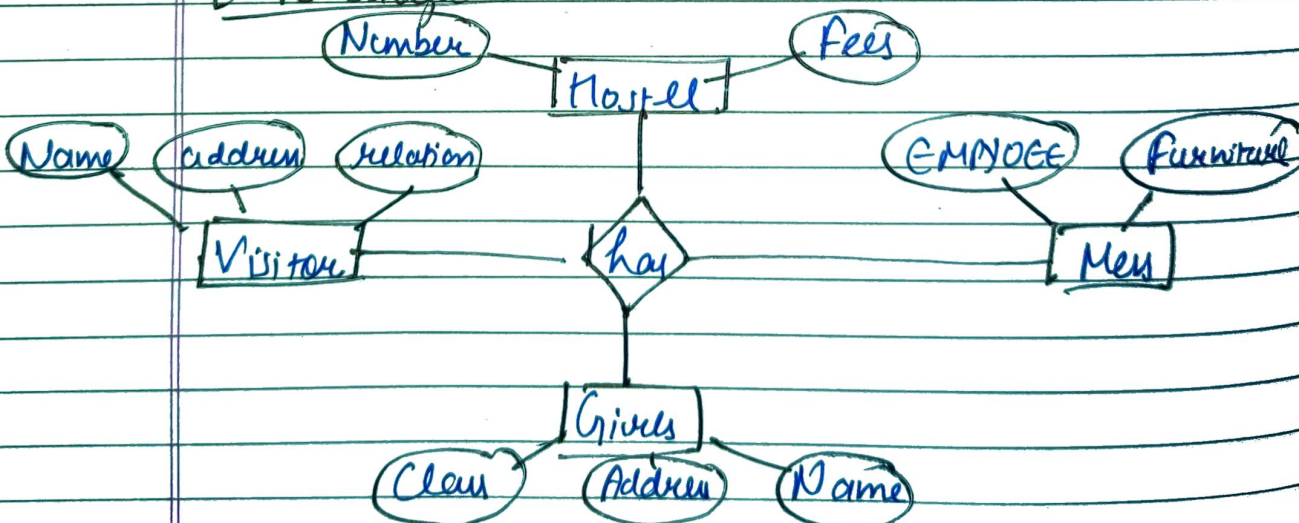 Number Fees
Hostel
Name address relation EMPLOYEE Furniture
Visitor has Mess
Girls
Class Address Name